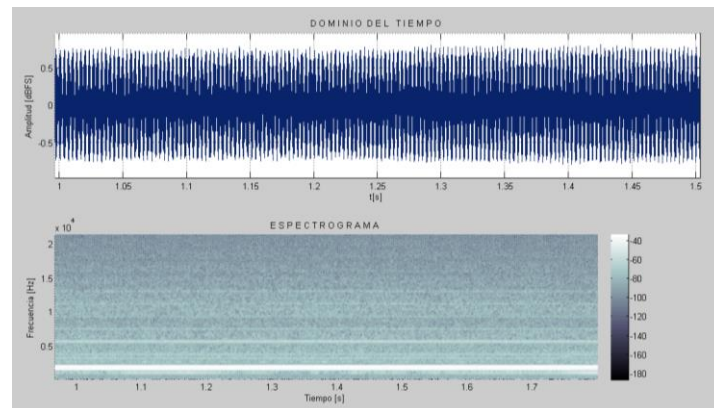 DOMINIO DEL TIEMPO
Amplitud [dBFS]
0.5
0
-0.5
1 1.05 1.1 1.15 1.2 1.25 1.3 1.35 1.4 1.45 1.5
t[s]
ESPECTROGRAMA
x 10^4
Frecuencia [Hz]
2
1.5
1
0.5
1 1.1 1.2 1.3 1.4 1.5 1.6 1.7
Tiempo [s]
-40
-60
-80
-100
-120
-140
-160
-180